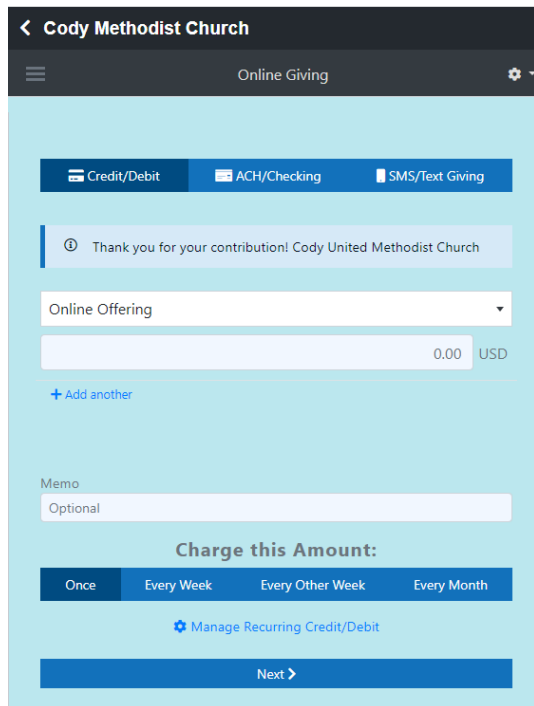 Cody Methodist Church
Online Giving
Credit/Debit ACH/Checking SMS/Text Giving
Thank you for your contribution! Cody United Methodist Church
Online Offering
0.00 USD
+ Add another
Memo
Optional
Charge this Amount:
Once Every Week Every Other Week Every Month
Manage Recurring Credit/Debit
Next